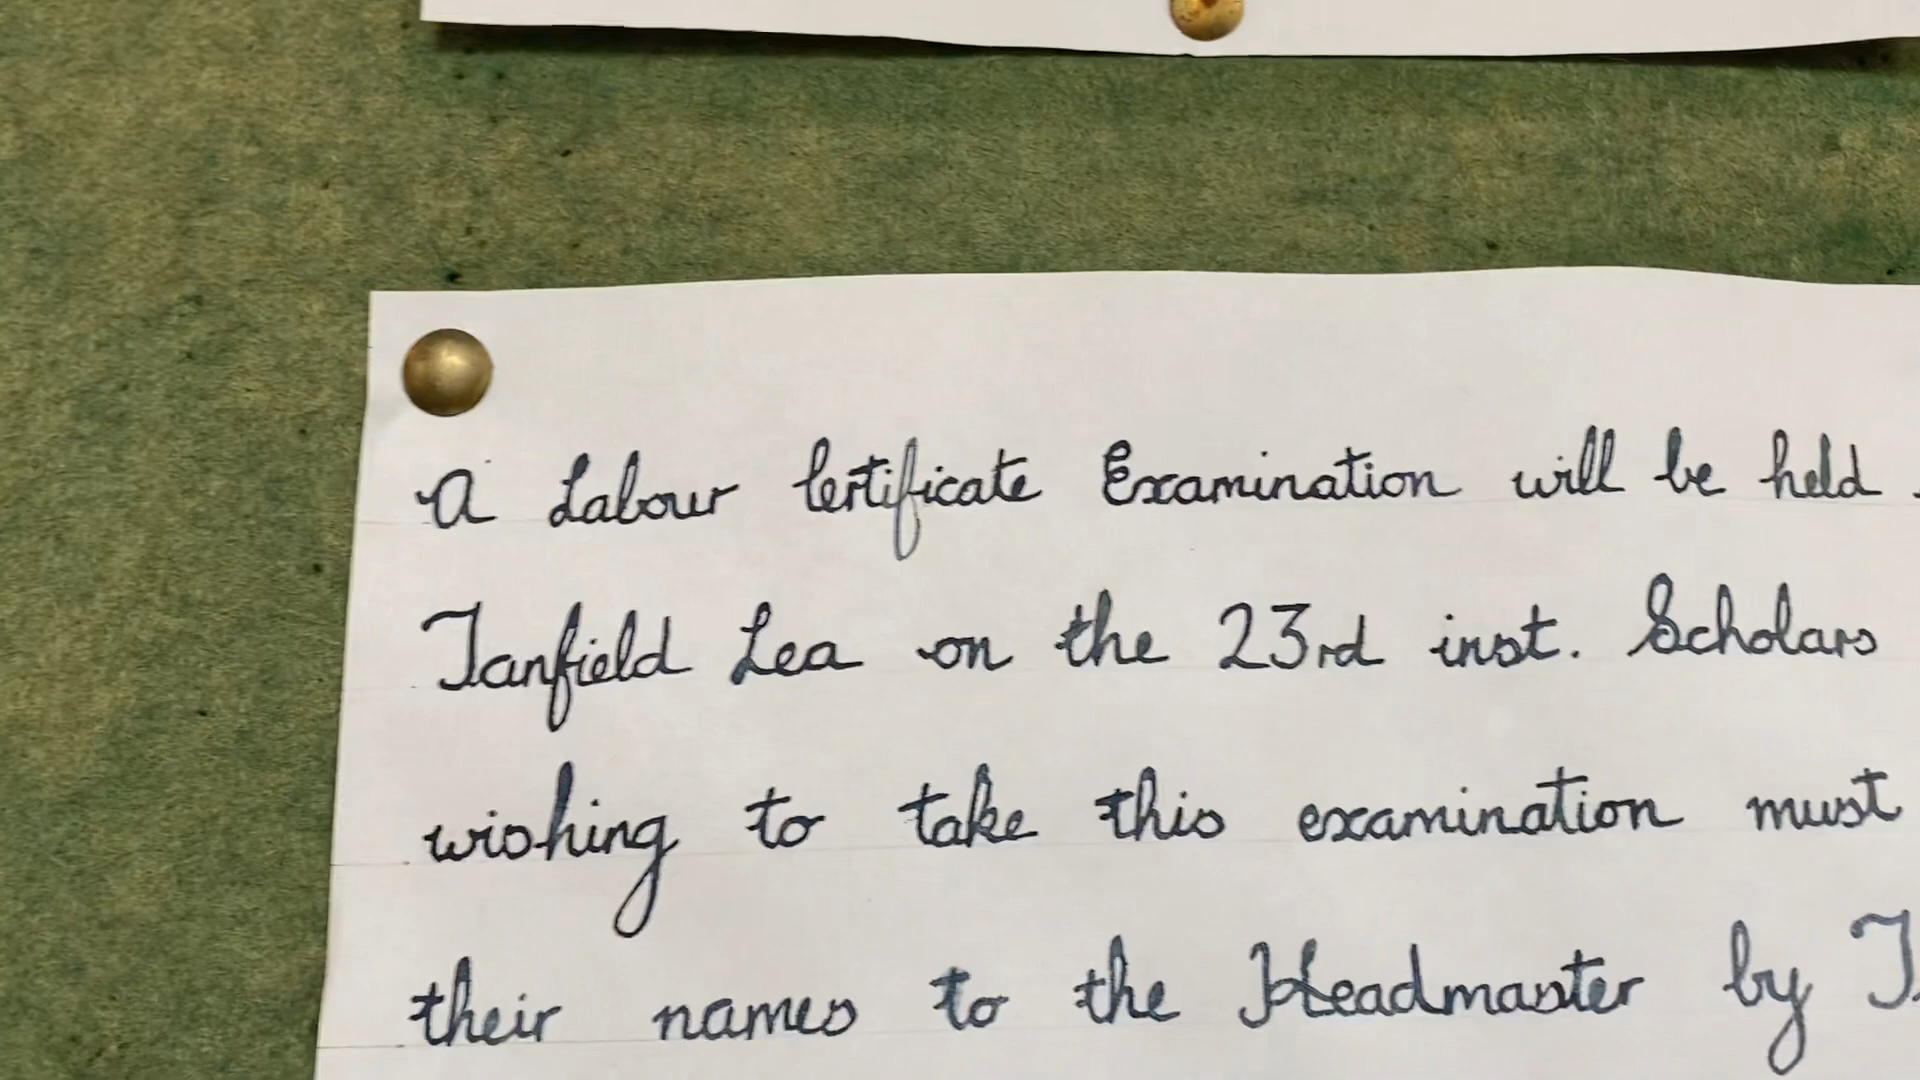 A Labour Certificate Examination will be held
Tanfield Lea on the 23rd inst. Scholars
wishing to take this examination must
their names to the Headmaster by